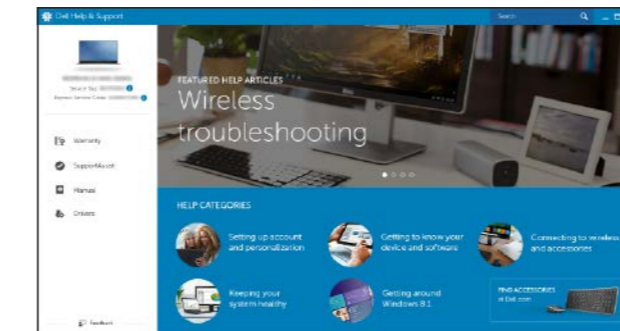 Dell Help & Support
Search
Warranty
SupportAssist
Manual
Drivers
Feedback
FEATURED HELP ARTICLES
Wireless
troubleshooting
HELP CATEGORIES
Setting up account
and personalization
Getting to know your
device and software
Connecting to wireless
and accessories
Keeping your
system healthy
Getting around
Windows 8.1
FIND ACCESSORIES
at Dell.com